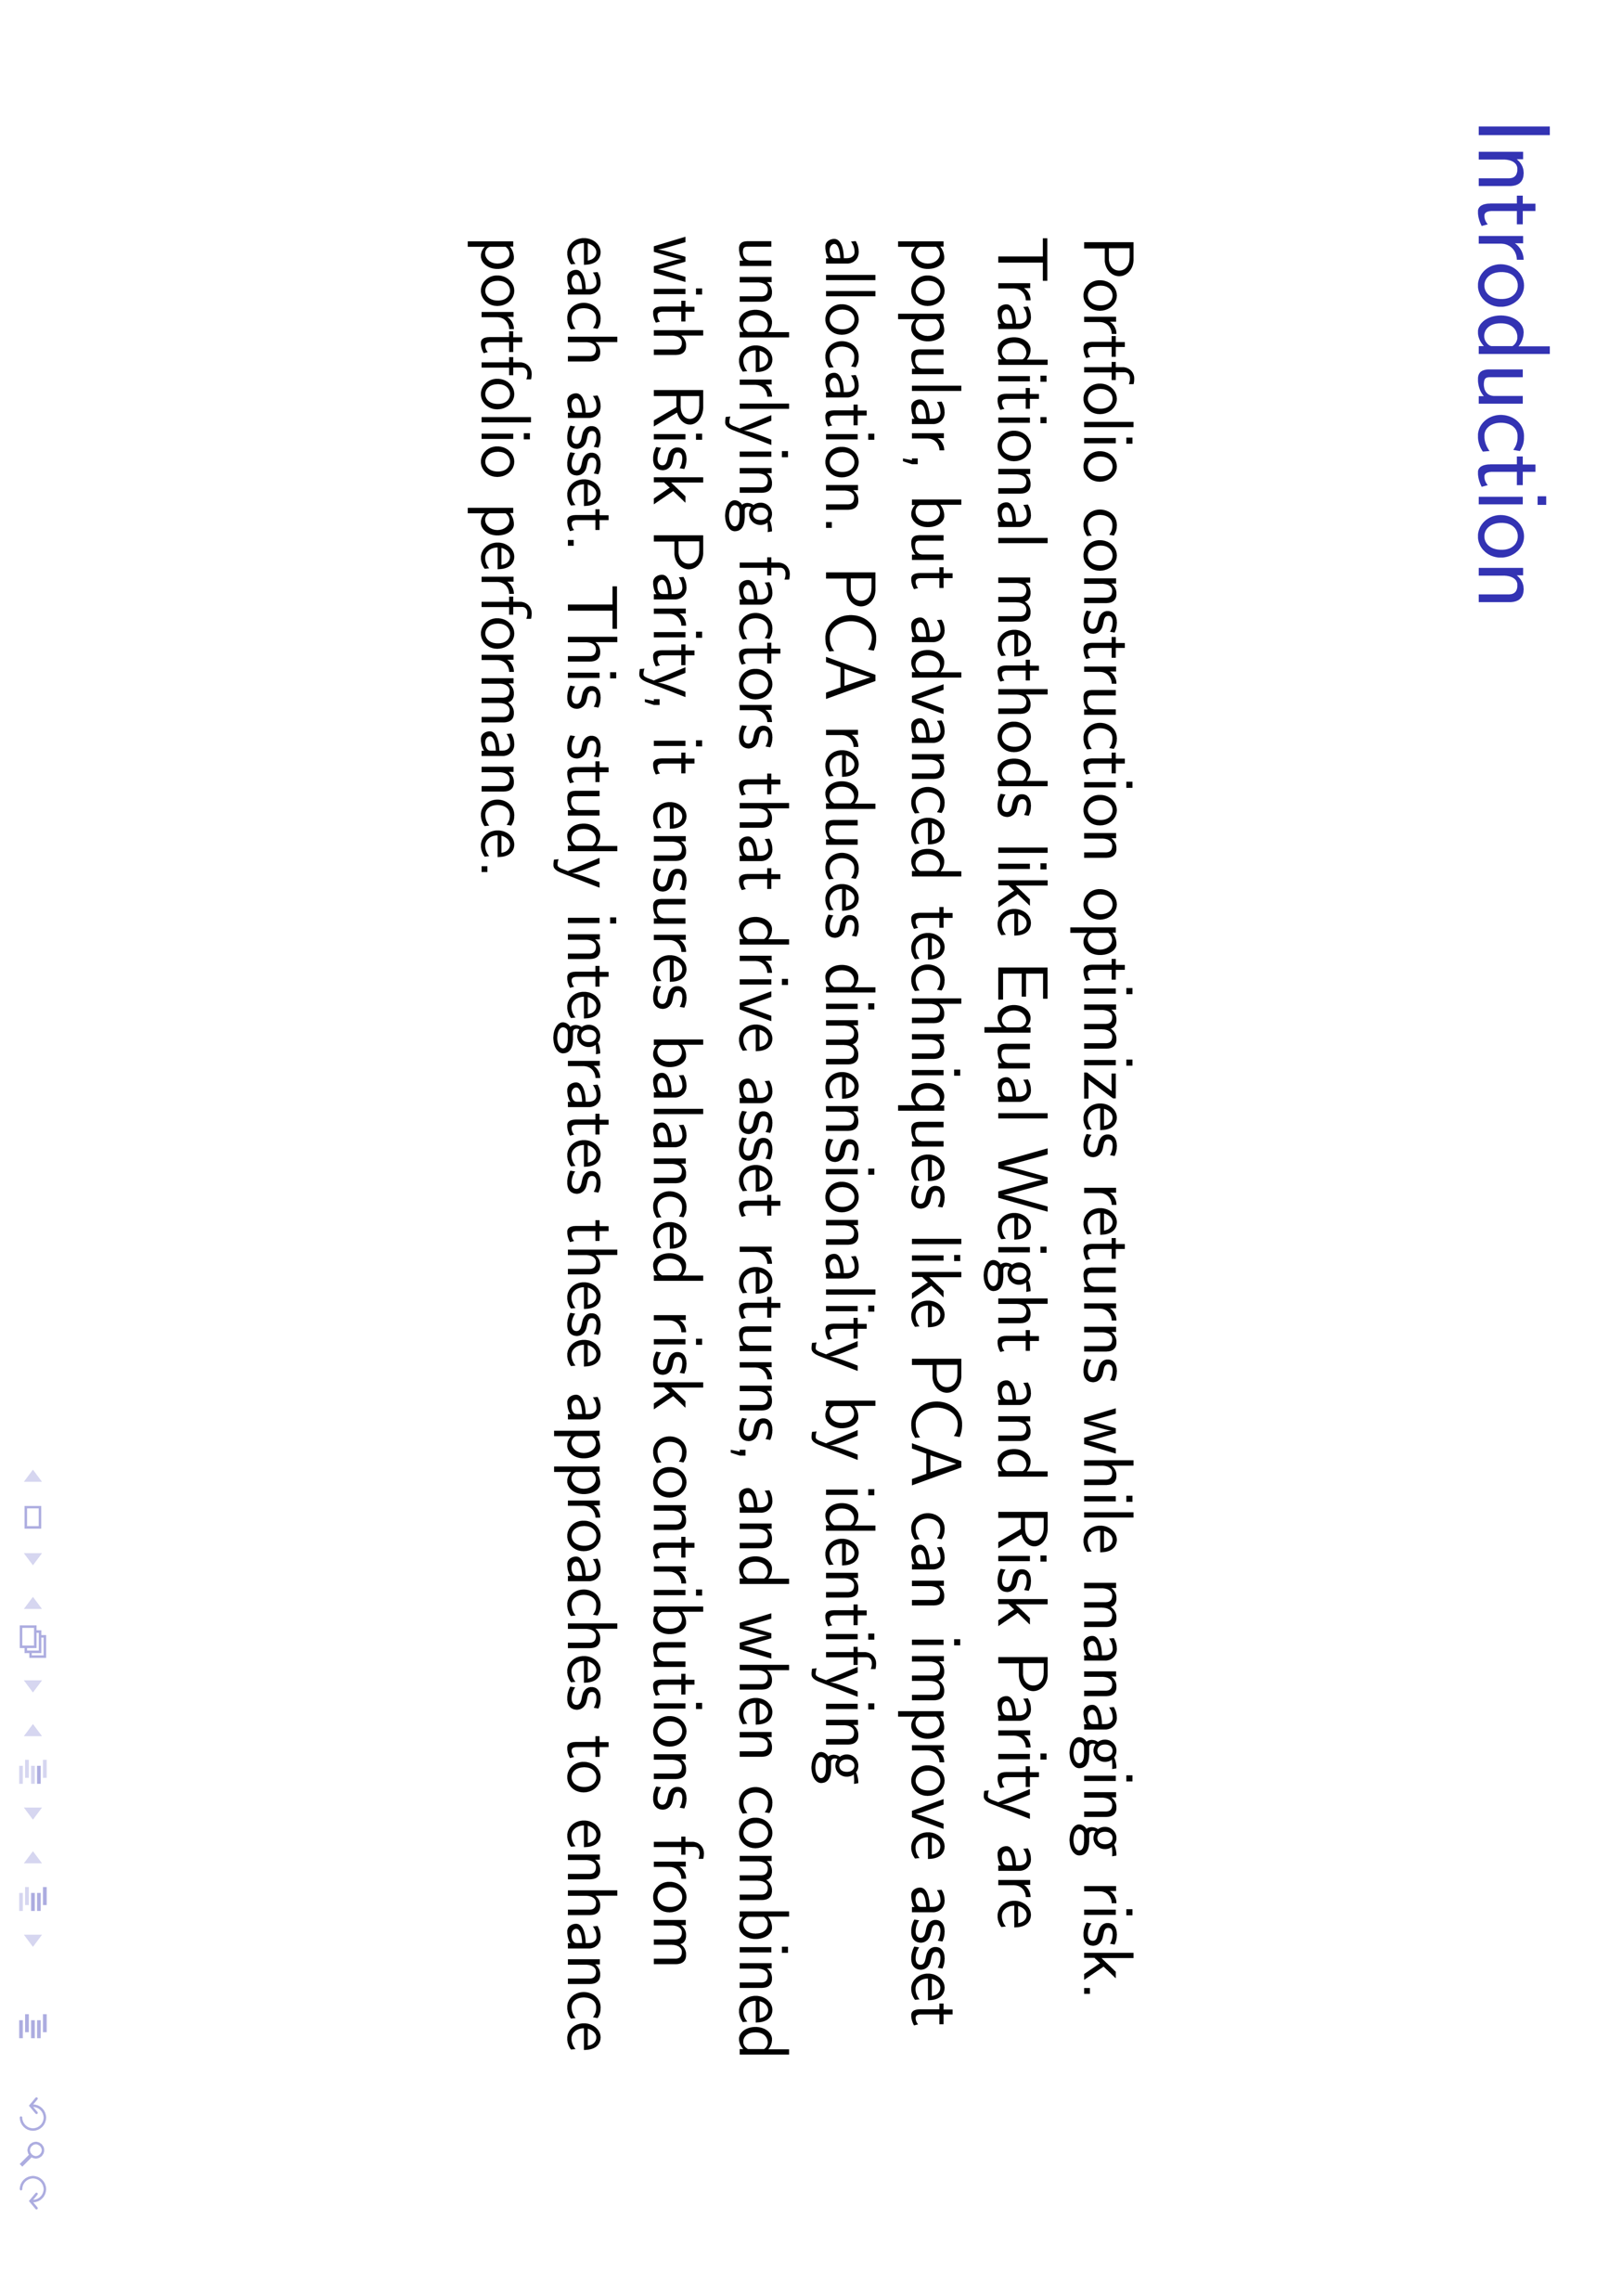 Introduction
Portfolio construction optimizes returns while managing risk.
Traditional methods like Equal Weight and Risk Parity are
popular, but advanced techniques like PCA can improve asset
allocation. PCA reduces dimensionality by identifying
underlying factors that drive asset returns, and when combined
with Risk Parity, it ensures balanced risk contributions from
each asset. This study integrates these approaches to enhance
portfolio performance.